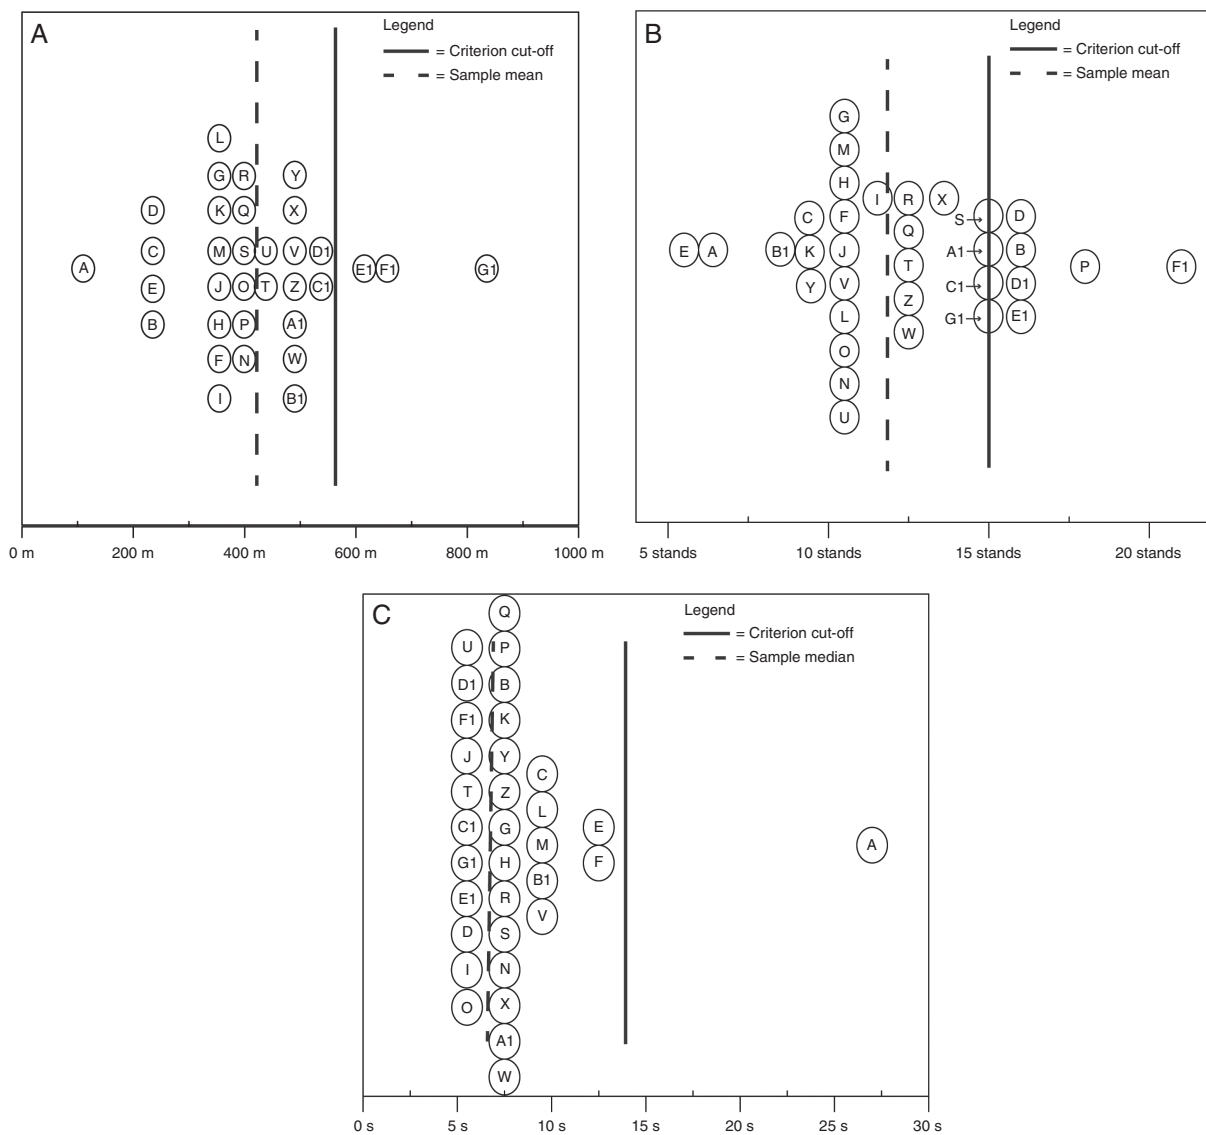 A
Legend
= Criterion cut-off
= Sample mean
L
G R Y
D K Q X
C M S U V D1
A E1 F1 G1
E J O T Z C1
B H P A1
F N W
I B1
0 m 200 m 400 m 600 m 800 m 1000 m
B
Legend
= Criterion cut-off
= Sample mean
G
M
H
I R X
C F S D
Q
E A B1 K J A1 B
T P F1
Y V C1 D1
Z
L G1 E1
W
O
N
U
5 stands 10 stands 15 stands 20 stands
C
Legend
= Criterion cut-off
= Sample median
Q
U P
D1 B
F1 K
J Y
C
T Z
L
C1 G E
M A
G1 H F
B1
E1 R
V
D S
I N
O X
A1
W
0 s 5 s 10 s 15 s 20 s 25 s 30 s